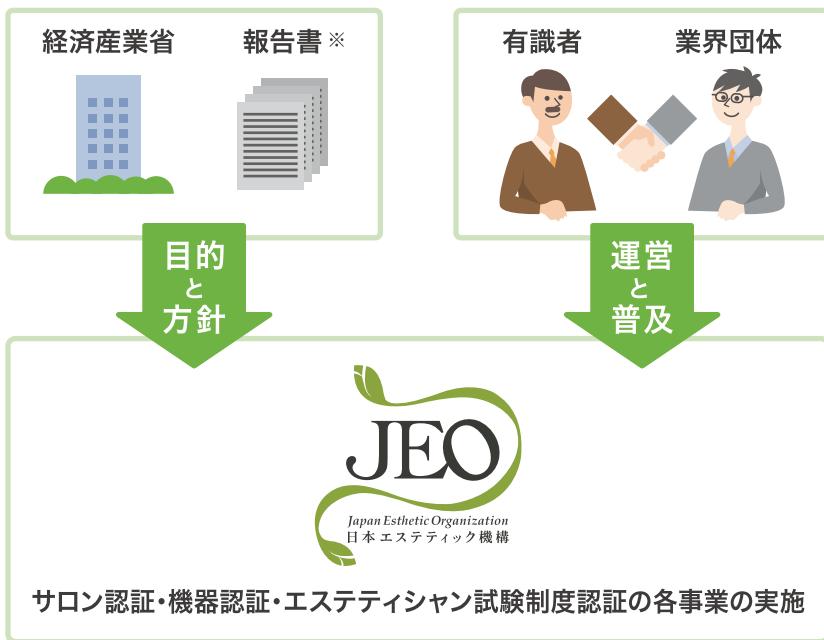 経済産業省
報告書※
有識者
業界団体
目的
と
方針
運営
と
普及
JEO
Japan Esthetic Organization
日本エステティック機構
サロン認証・機器認証・エステティシャン試験制度認証の各事業の実施